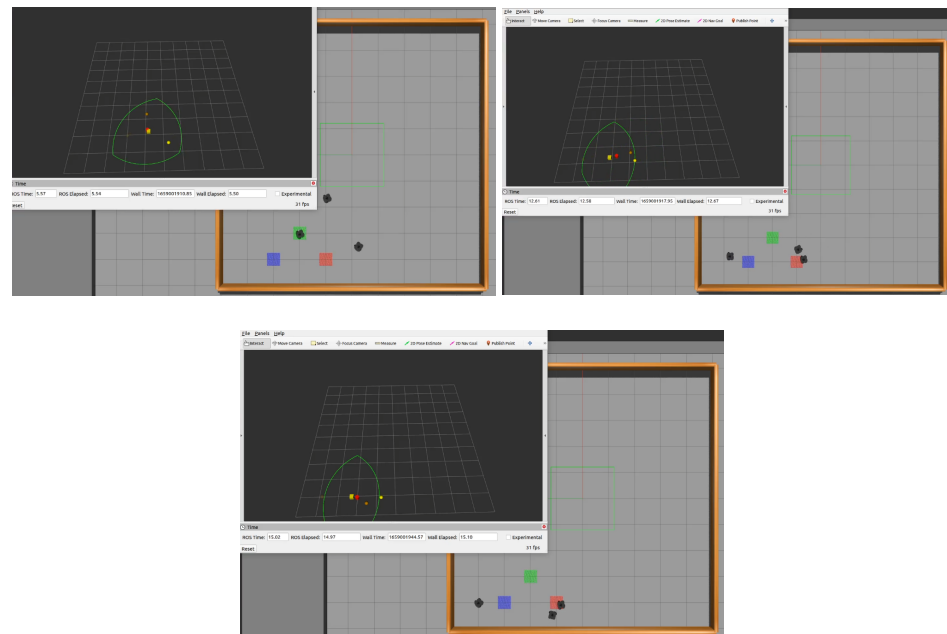 Time
ROS Time: 5.57 ROS Elapsed: 5.54 Wall Time: 1659001910.85 Wall Elapsed: 5.50 Experimental
Reset 31 fps
File Panels Help
Interact Move Camera Select Focus Camera Measure 2D Pose Estimate 2D Nav Goal Publish Point
Time
ROS Time: 12.61 ROS Elapsed: 12.58 Wall Time: 1659001917.95 Wall Elapsed: 12.67 Experimental
Reset 31 fps
File Panels Help
Interact Move Camera Select Focus Camera Measure 2D Pose Estimate 2D Nav Goal Publish Point
Time
ROS Time: 15.02 ROS Elapsed: 14.97 Wall Time: 1659001944.57 Wall Elapsed: 15.10 Experimental
Reset 31 fps